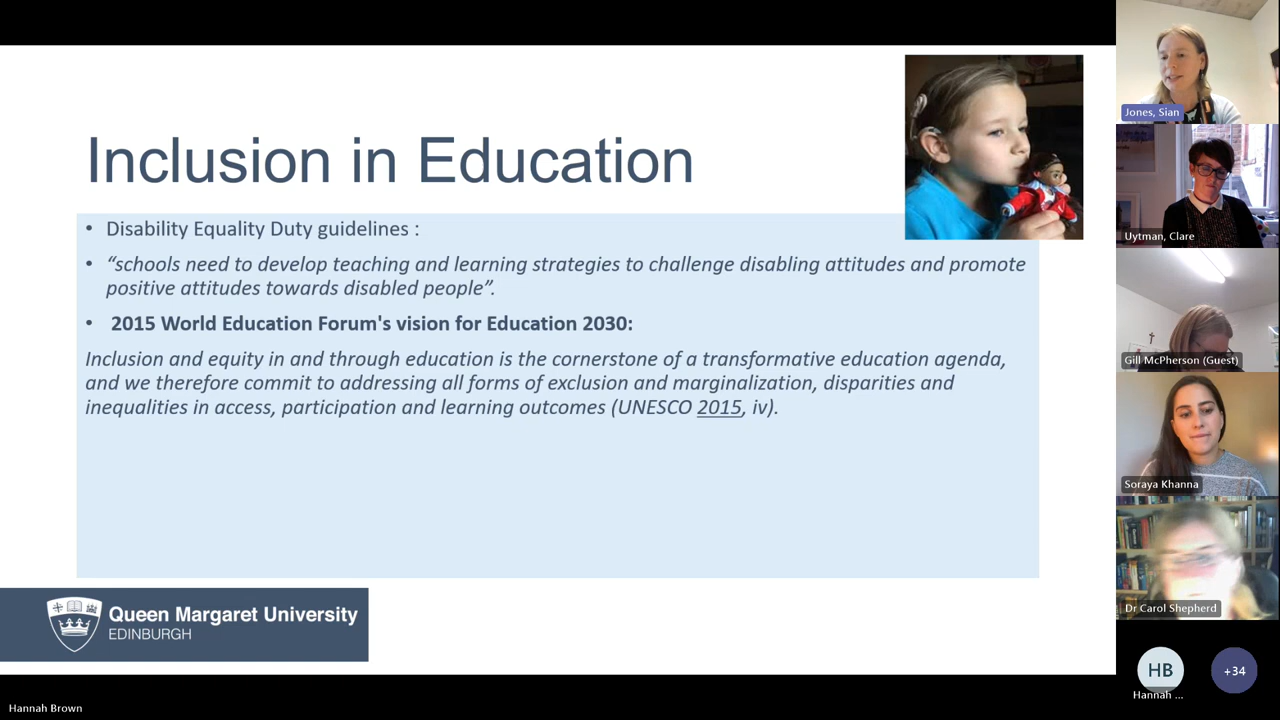 Inclusion in Education
• Disability Equality Duty guidelines :
• “schools need to develop teaching and learning strategies to challenge disabling attitudes and promote
positive attitudes towards disabled people”.
• 2015 World Education Forum's vision for Education 2030:
Inclusion and equity in and through education is the cornerstone of a transformative education agenda,
and we therefore commit to addressing all forms of exclusion and marginalization, disparities and
inequalities in access, participation and learning outcomes (UNESCO 2015, iv).
Queen Margaret University
EDINBURGH
Hannah Brown
Jones, Sian
Uytman, Clare
Gill McPherson (Guest)
Soraya Khanna
Dr Carol Shepherd
HB
Hannah ...
+34